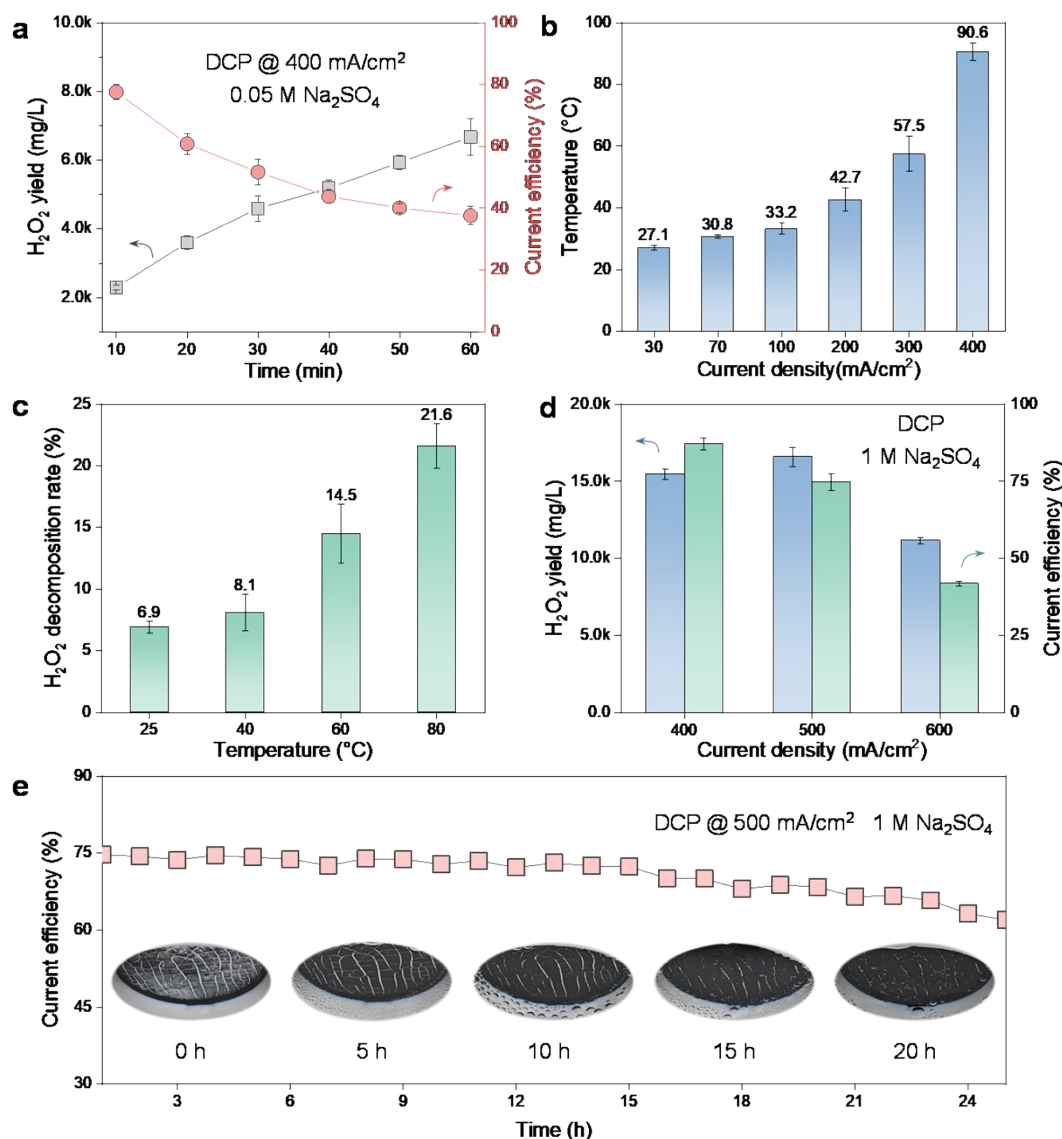 a
10.0k
8.0k
6.0k
4.0k
2.0k
H₂O₂ yield (mg/L)
DCP @ 400 mA/cm²
0.05 M Na₂SO₄
100
80
60
40
20
0
Current efficiency (%)
10 20 30 40 50 60
Time (min)
b
100
80
60
40
20
0
Temperature (°C)
27.1 30.8 33.2 42.7 57.5 90.6
30 70 100 200 300 400
Current density(mA/cm²)
c
25
20
15
10
5
0
H₂O₂ decomposition rate (%)
6.9 8.1 14.5 21.6
25 40 60 80
Temperature (°C)
d
20.0k
15.0k
10.0k
5.0k
0.0
H₂O₂ yield (mg/L)
DCP
1 M Na₂SO₄
100
75
50
25
0
Current efficiency (%)
400 500 600
Current density (mA/cm²)
e
90
75
60
45
30
Current efficiency (%)
DCP @ 500 mA/cm² 1 M Na₂SO₄
0 h 5 h 10 h 15 h 20 h
3 6 9 12 15 18 21 24
Time (h)